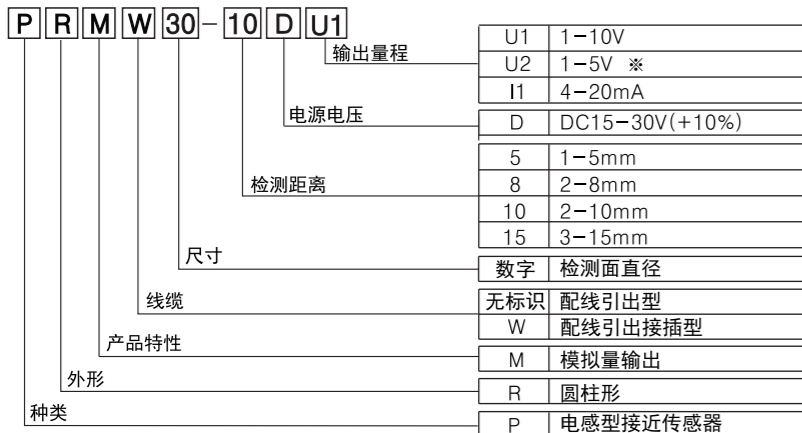 PRMW30-10DU1
输出量程
U1 1-10V
U2 1-5V ※
I1 4-20mA
电源电压
D DC15-30V(+10%)
检测距离
5 1-5mm
8 2-8mm
10 2-10mm
15 3-15mm
尺寸
数字 检测面直径
线缆
无标识 配线引出型
W 配线引出接插型
产品特性
M 模拟量输出
外形
R 圆柱形
种类
P 电感型接近传感器